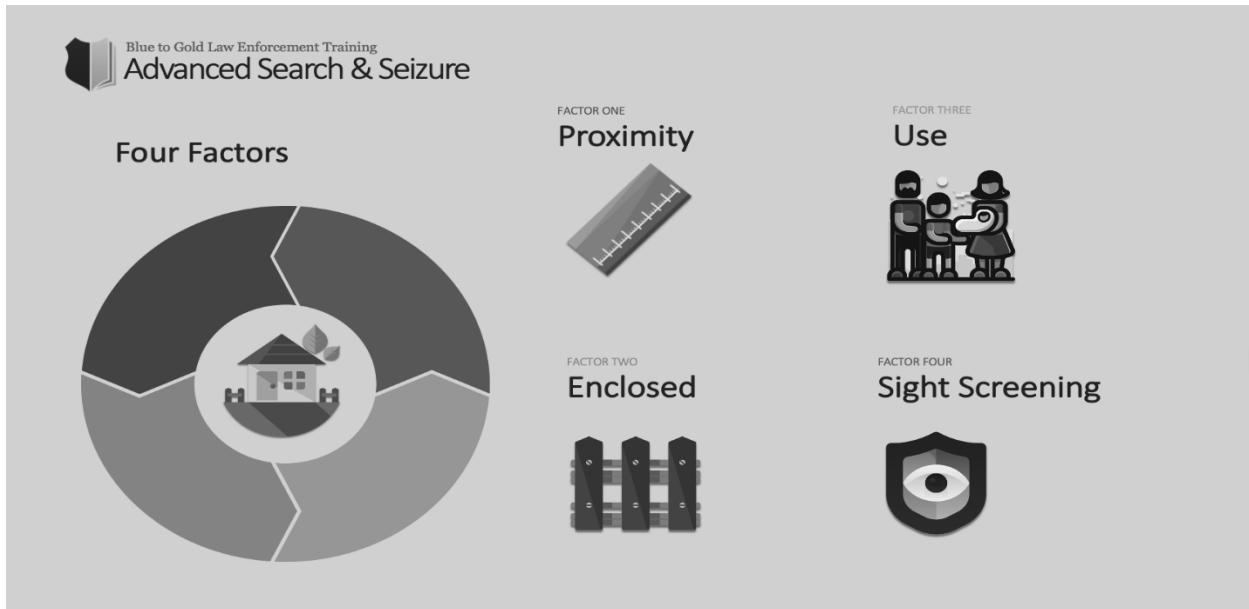 Blue to Gold Law Enforcement Training
Advanced Search & Seizure
Four Factors
FACTOR ONE
Proximity
FACTOR TWO
Enclosed
FACTOR THREE
Use
FACTOR FOUR
Sight Screening